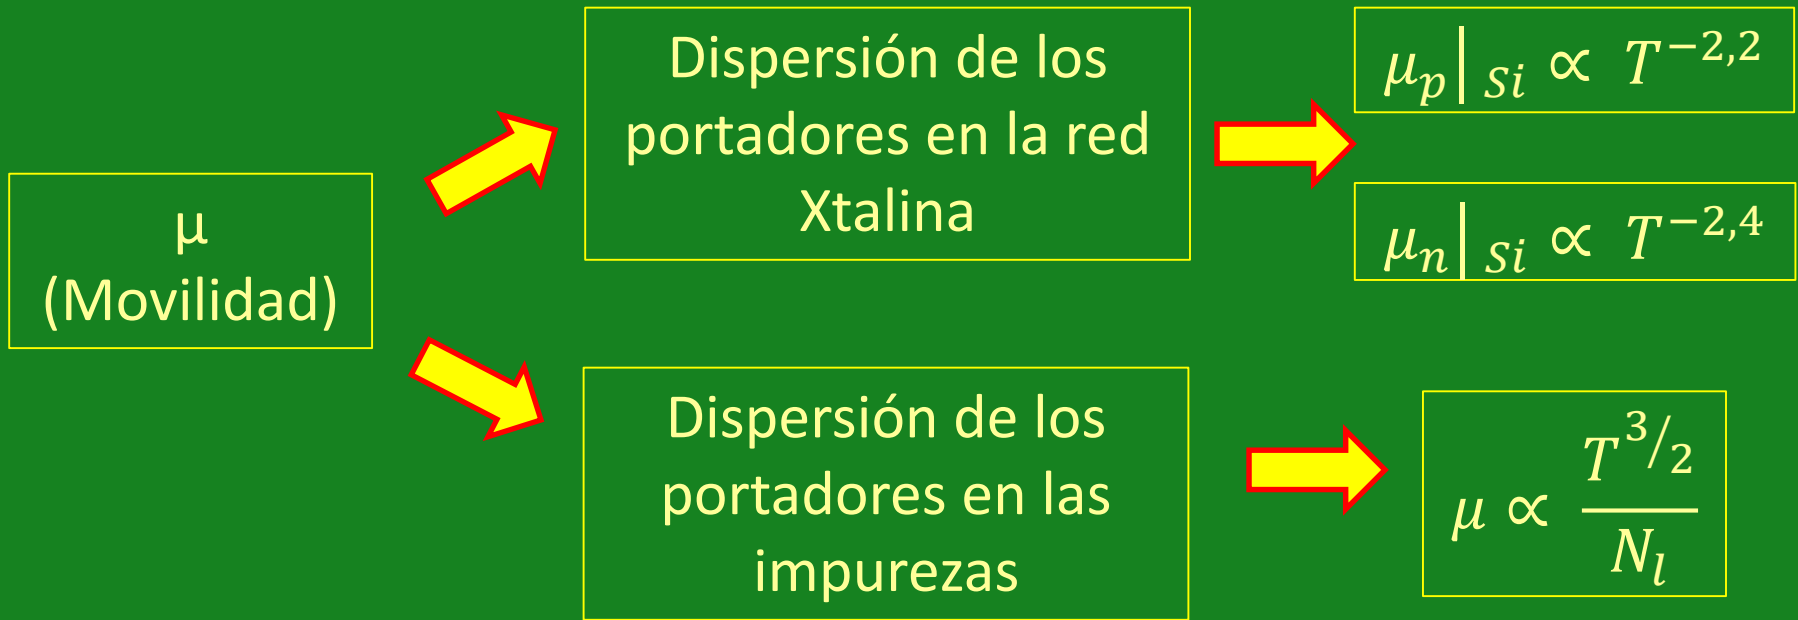 μ
(Movilidad)
Dispersión de los
portadores en la red
Xtalina
μₚ|ₛᵢ ∝ T^−2,2
μₙ|ₛᵢ ∝ T^−2,4
Dispersión de los
portadores en las
impurezas
μ ∝ T^3/2 / N_l